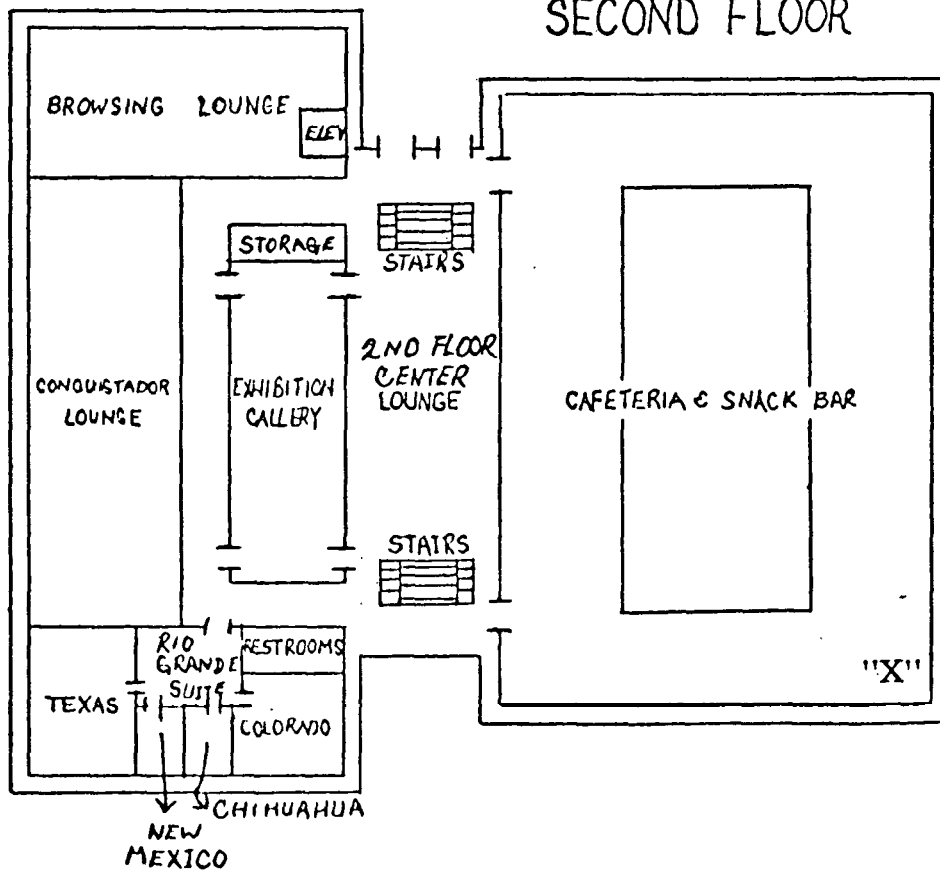 SECOND FLOOR
BROWSING LOUNGE
ELEV
STORAGE
STAIRS
2ND FLOOR
CENTER
LOUNGE
CONQUISTADOR
LOUNGE
EXHIBITION
GALLERY
CAFETERIA & SNACK BAR
STAIRS
RIO
GRANDE
SUITE
RESTROOMS
TEXAS
COLORADO
"X"
CHIHUAHUA
NEW
MEXICO